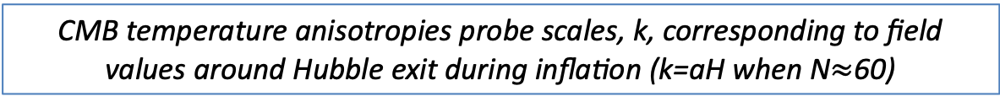 CMB temperature anisotropies probe scales, k, corresponding to field
values around Hubble exit during inflation (k=aH when N≈60)